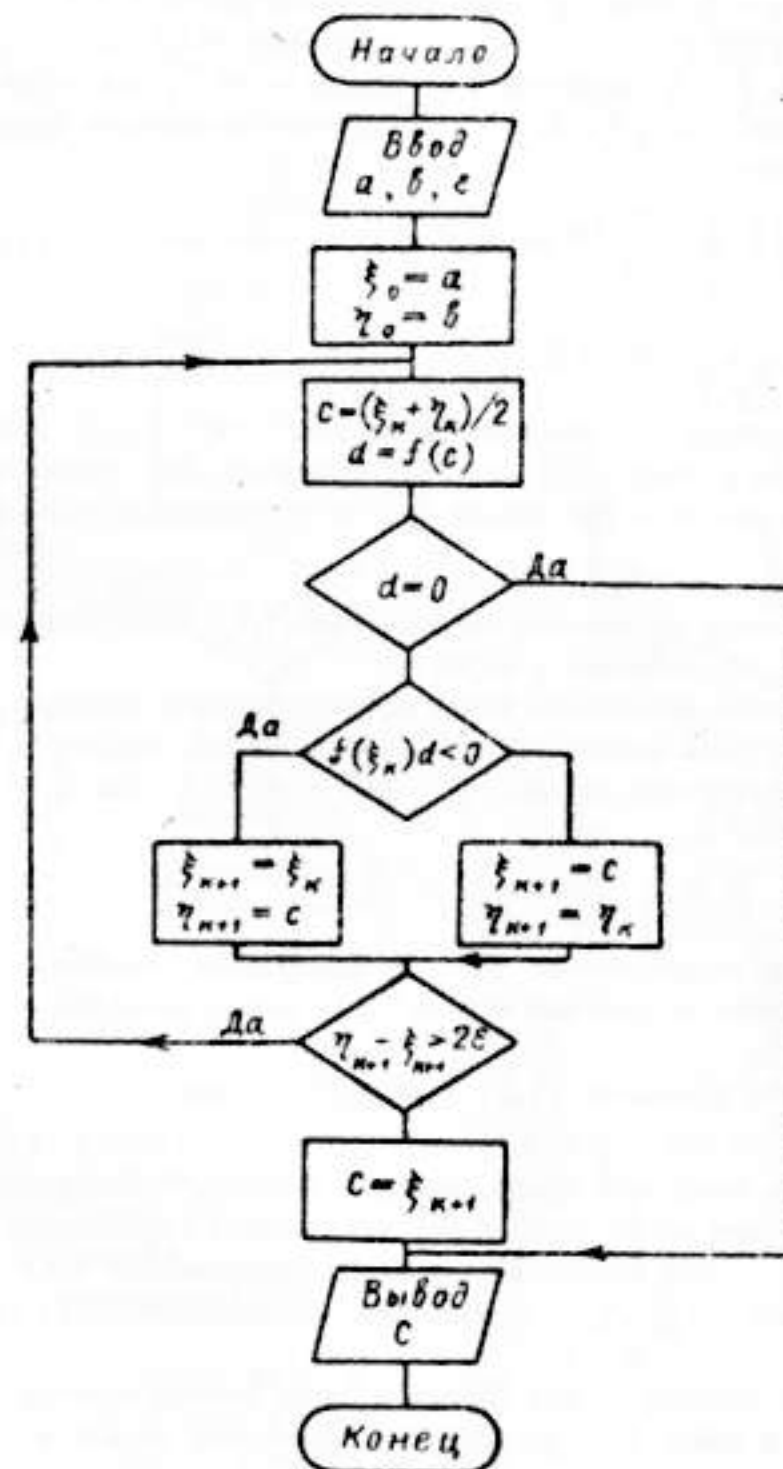 Начало
Ввод
a, b, ε
ξ₀ = a
η₀ = b
c = (ξₖ + ηₖ)/2
d = f(c)
d = 0
Да
Да
f(ξₖ)d < 0
ξₖ₊₁ = ξₖ
ηₖ₊₁ = c
ξₖ₊₁ = c
ηₖ₊₁ = ηₖ
Да
ηₖ₊₁ - ξₖ₊₁ > 2ε
c = ξₖ₊₁
Вывод
c
Конец